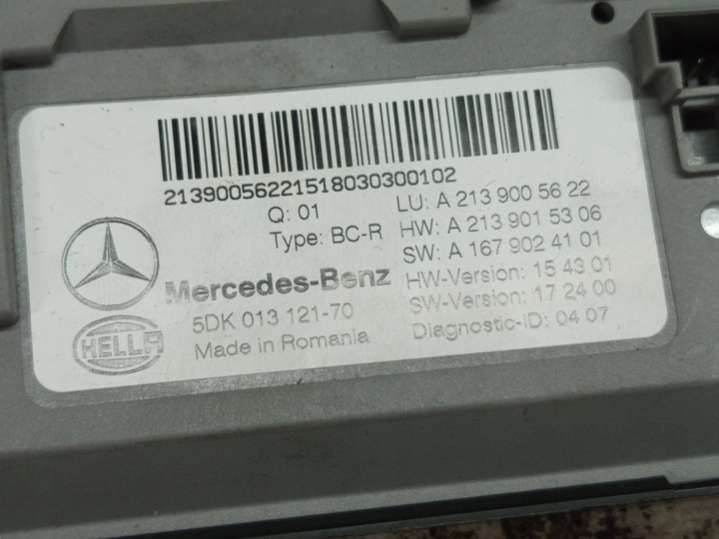 21390056221518030300102
Q: 01
Type: BC-R
LU: A 213 900 56 22
HW: A 213 901 53 06
SW: A 167 902 41 01
HW-Version: 15 43 01
SW-Version: 17 24 00
Diagnostic-ID: 04 07
Mercedes-Benz
5DK 013 121-70
Made in Romania
HELLA